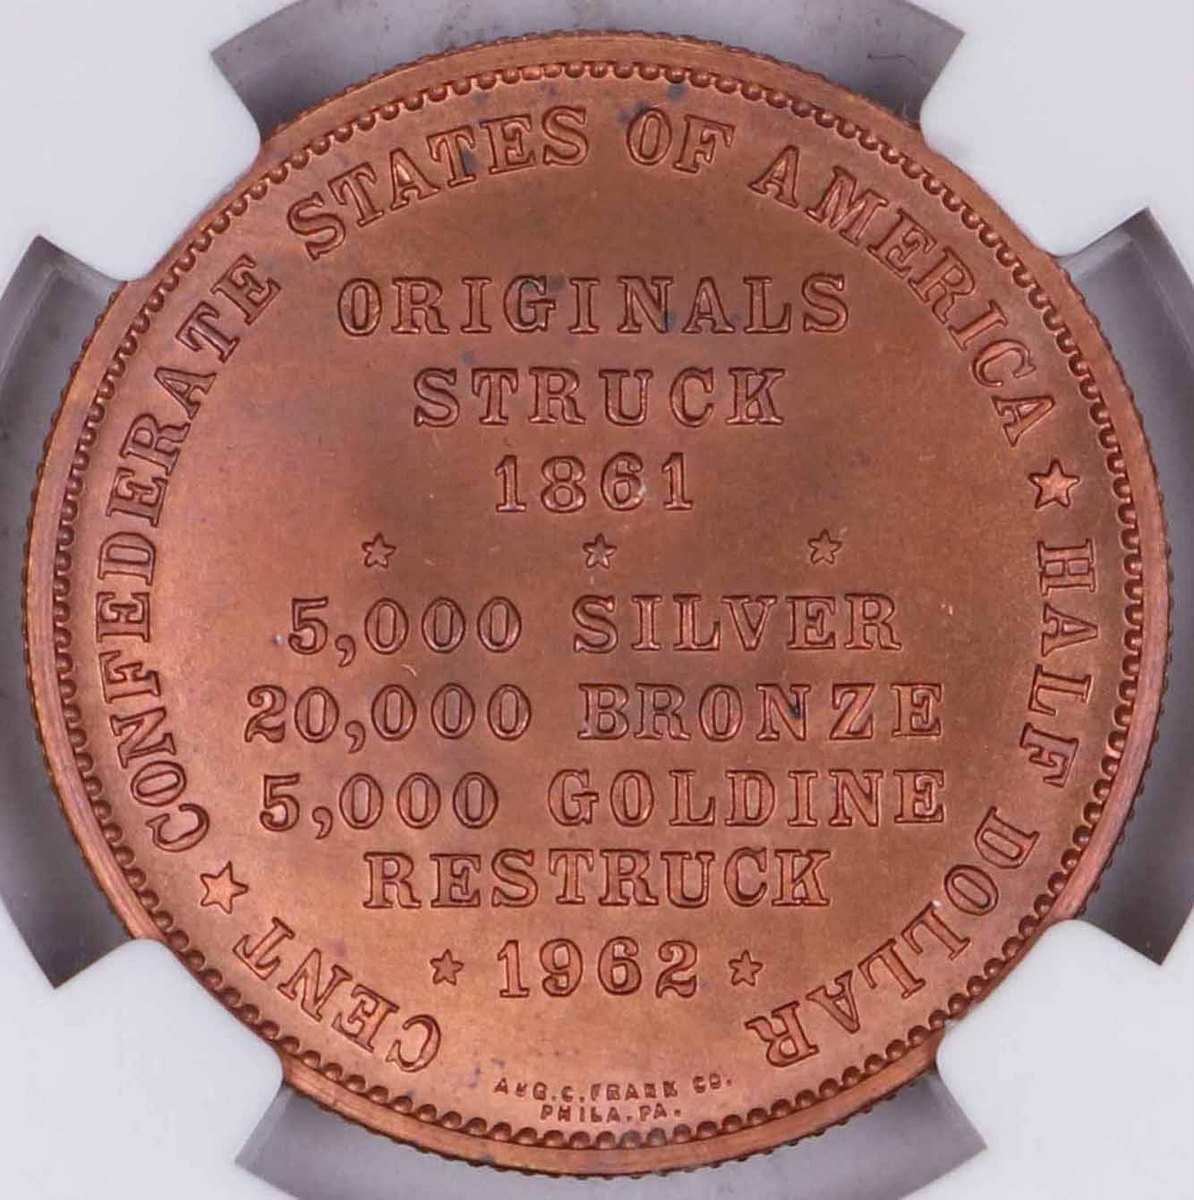 CONFEDERATE STATES OF AMERICA ★ HALF DOLLAR
CENT ★
ORIGINALS
STRUCK
1861
★ ★ ★
5,000 SILVER
20,000 BRONZE
5,000 GOLDINE
RESTRUCK
★ 1962 ★
AUG. C. FRANK CO.
PHILA. PA.